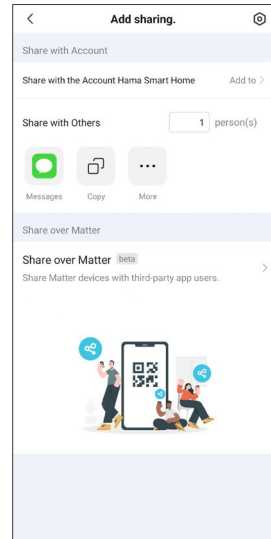 Add sharing.
Share with Account
Share with the Account Hama Smart Home Add to >
Share with Others 1 person(s)
Messages Copy More
Share over Matter
Share over Matter beta
Share Matter devices with third-party app users.